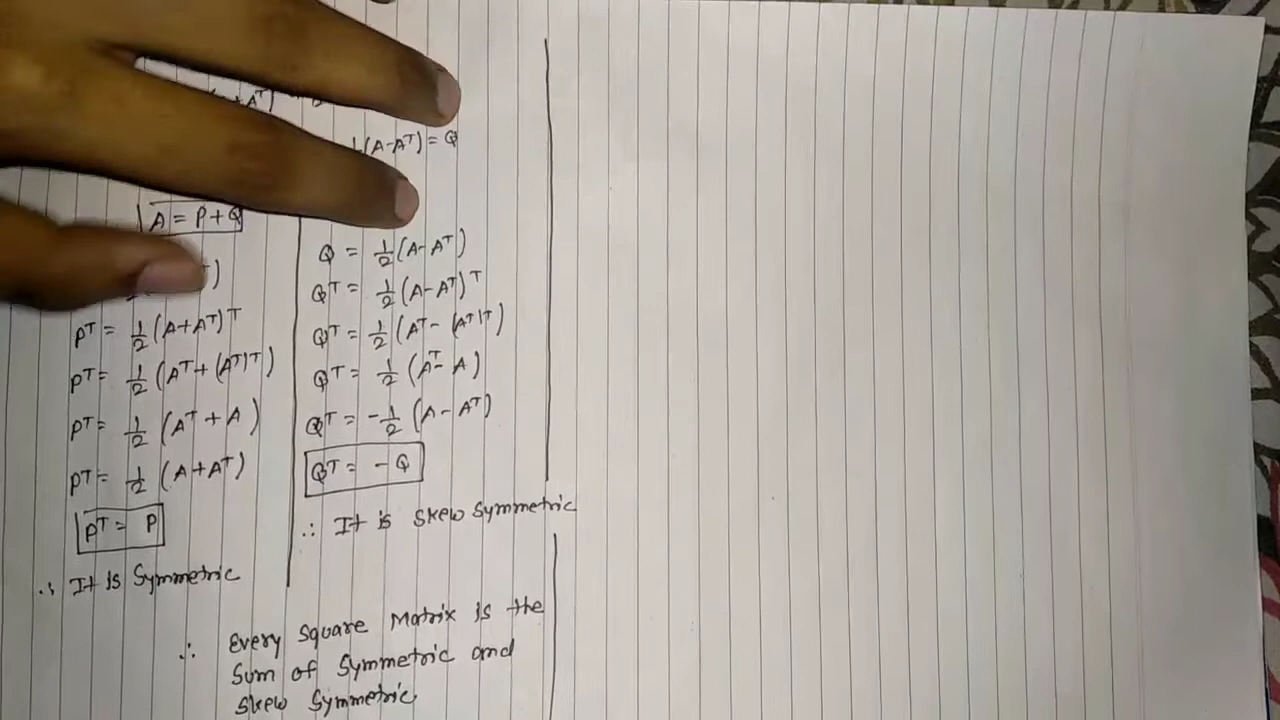 +Aᵀ)
(A-Aᵀ) = Q
A = P + Q
)
Pᵀ = 1/2 (A+Aᵀ)ᵀ
Pᵀ = 1/2 (Aᵀ + (Aᵀ)ᵀ)
Pᵀ = 1/2 (Aᵀ + A)
Pᵀ = 1/2 (A+Aᵀ)
Pᵀ = P
∴ It is Symmetric
Q = 1/2 (A-Aᵀ)
Qᵀ = 1/2 (A-Aᵀ)ᵀ
Qᵀ = 1/2 (Aᵀ - (Aᵀ)ᵀ)
Qᵀ = 1/2 (Aᵀ- A)
Qᵀ = -1/2 (A - Aᵀ)
Qᵀ = - Q
∴ It is Skew Symmetric
∴ Every Square Matrix is the
Sum of Symmetric and
Skew Symmetric